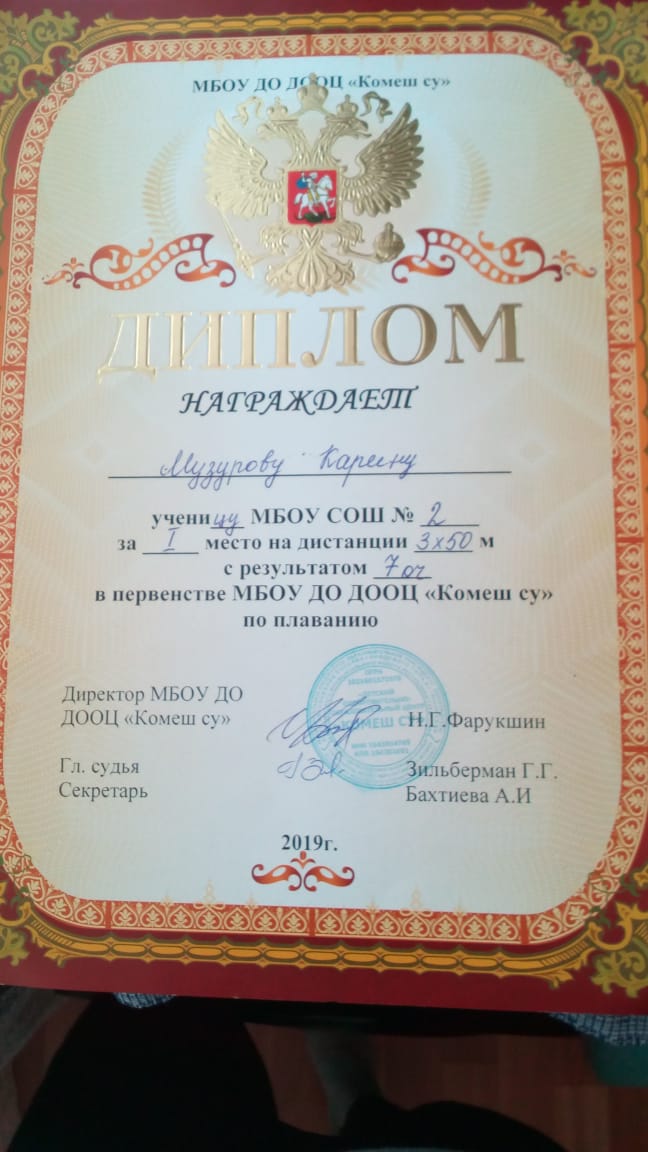 МБОУ ДО ДООЦ «Комеш су»
ДИПЛОМ
НАГРАЖДАЕТ
Музурову Карину
ученицу МБОУ СОШ № 2
за I место на дистанции 3х50 м
с результатом 7 оч
в первенстве МБОУ ДО ДООЦ «Комеш су»
по плаванию
Директор МБОУ ДО
ДООЦ «Комеш су» Н.Г.Фарукшин
Гл. судья Зильберман Г.Г.
Секретарь Бахтиева А.И
2019г.